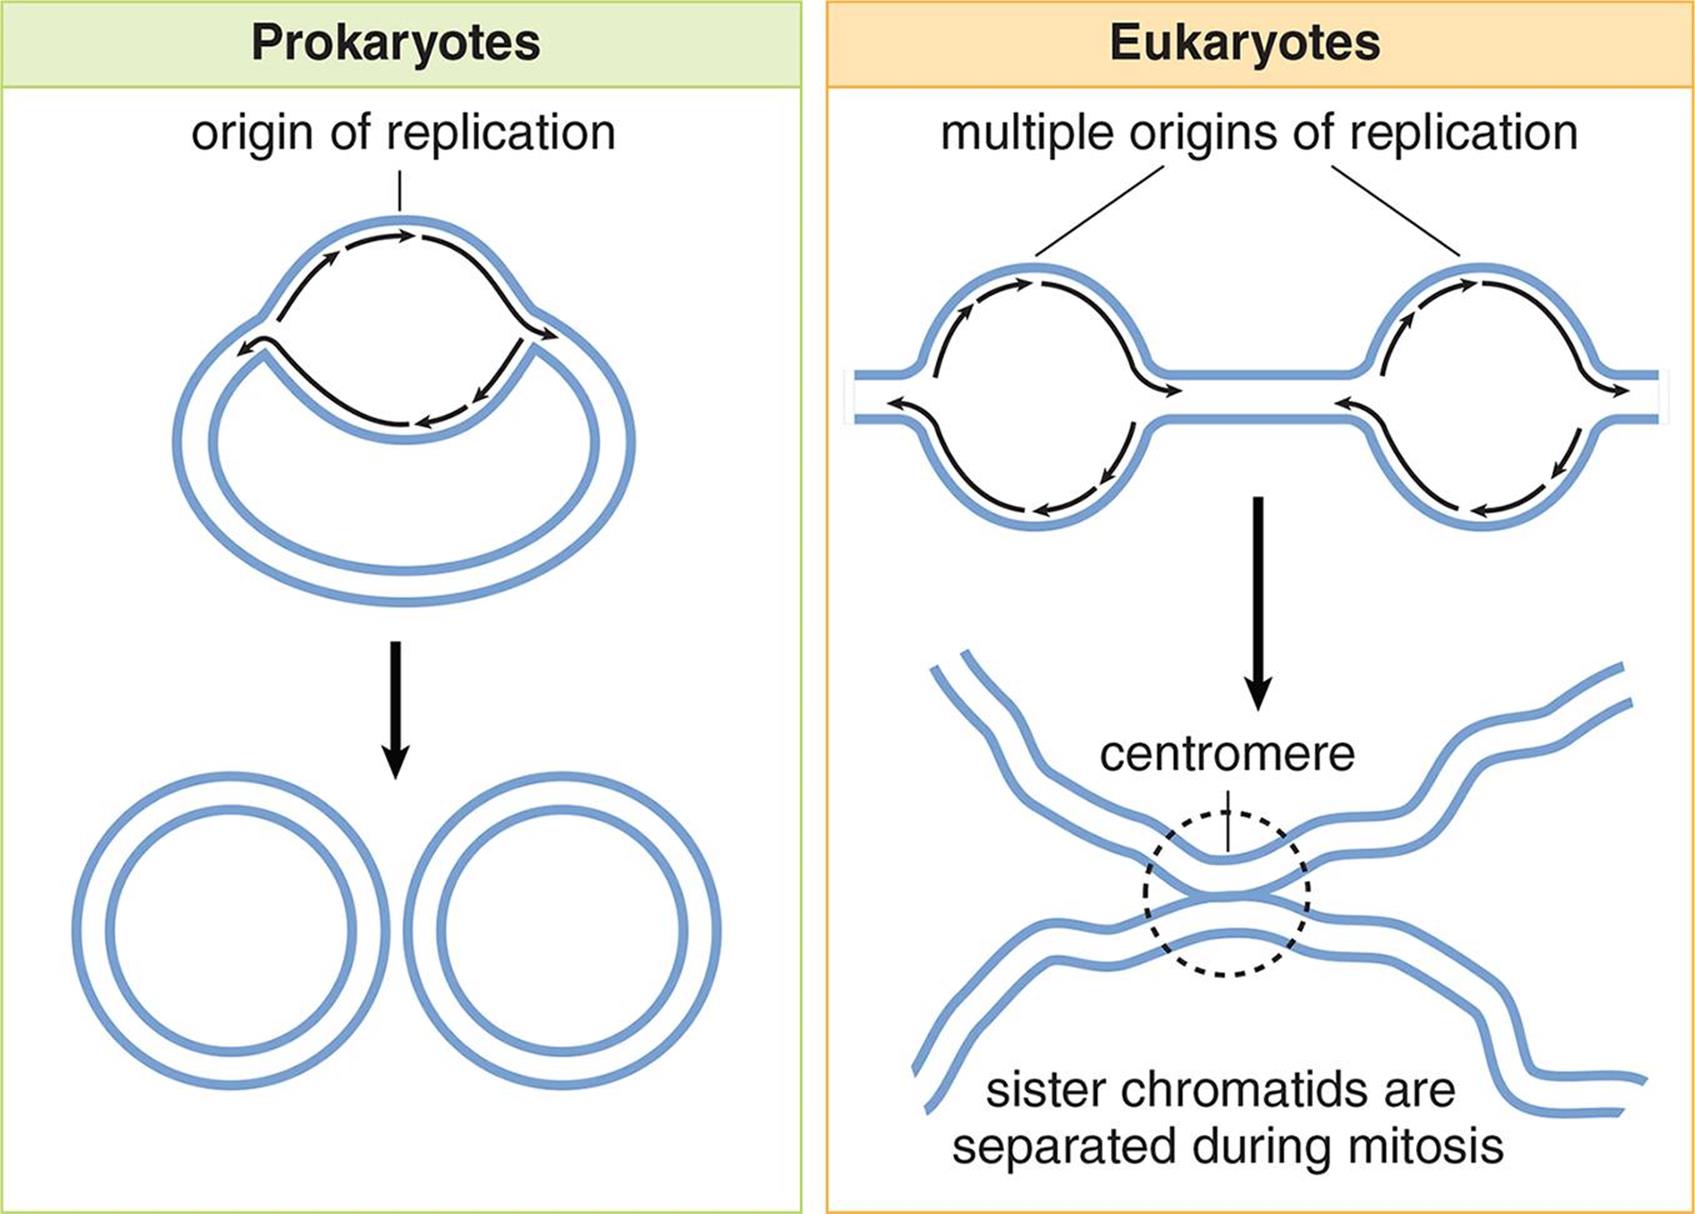 Prokaryotes
origin of replication
Eukaryotes
multiple origins of replication
centromere
sister chromatids are
separated during mitosis